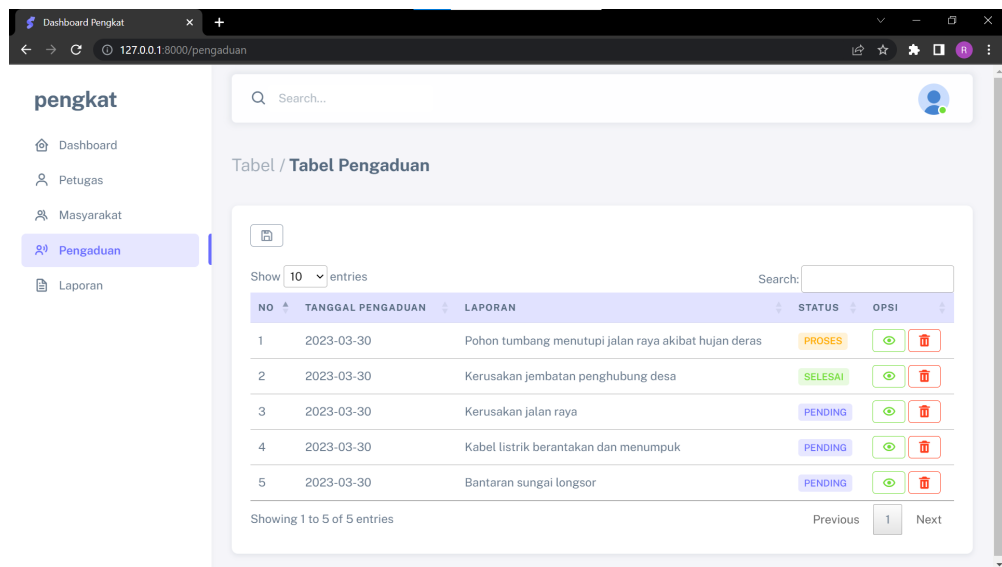 Dashboard Pengkat
127.0.0.1:8000/pengaduan
R
pengkat
Search...
Dashboard
Petugas
Masyarakat
Pengaduan
Laporan
Tabel / Tabel Pengaduan
Show 10 entries
Search:
NO TANGGAL PENGADUAN LAPORAN STATUS OPSI
1 2023-03-30 Pohon tumbang menutupi jalan raya akibat hujan deras PROSES
2 2023-03-30 Kerusakan jembatan penghubung desa SELESAI
3 2023-03-30 Kerusakan jalan raya PENDING
4 2023-03-30 Kabel listrik berantakan dan menumpuk PENDING
5 2023-03-30 Bantaran sungai longsor PENDING
Showing 1 to 5 of 5 entries
Previous 1 Next